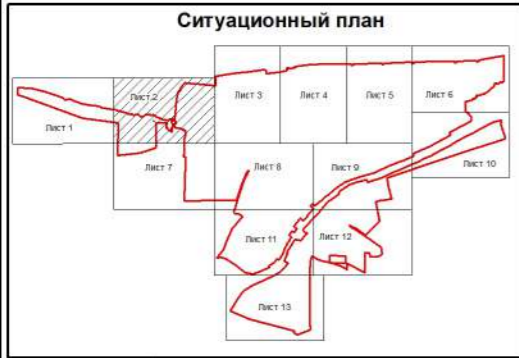 Ситуационный план
Лист 1
Лист 2
Лист 3
Лист 4
Лист 5
Лист 6
Лист 7
Лист 8
Лист 9
Лист 10
Лист 11
Лист 12
Лист 13